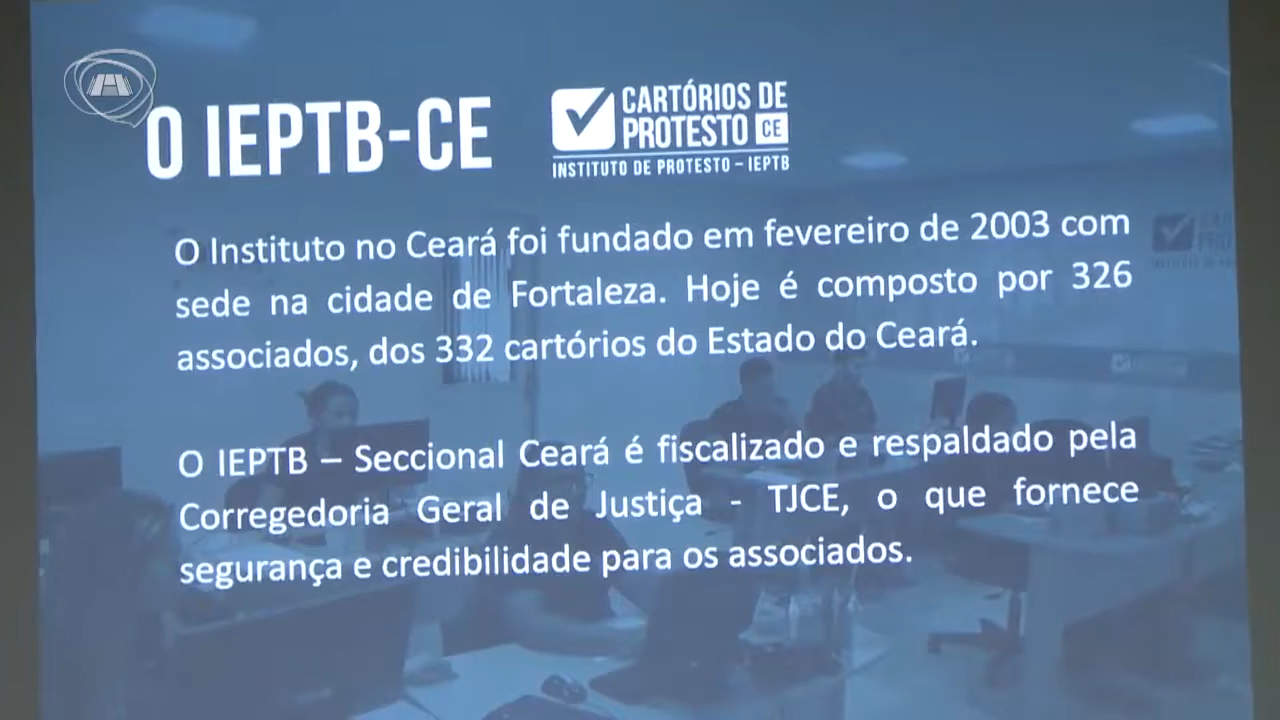 O IEPTB-CE
CARTÓRIOS DE
PROTESTO CE
INSTITUTO DE PROTESTO – IEPTB
O Instituto no Ceará foi fundado em fevereiro de 2003 com
sede na cidade de Fortaleza. Hoje é composto por 326
associados, dos 332 cartórios do Estado do Ceará.
O IEPTB – Seccional Ceará é fiscalizado e respaldado pela
Corregedoria Geral de Justiça - TJCE, o que fornece
segurança e credibilidade para os associados.